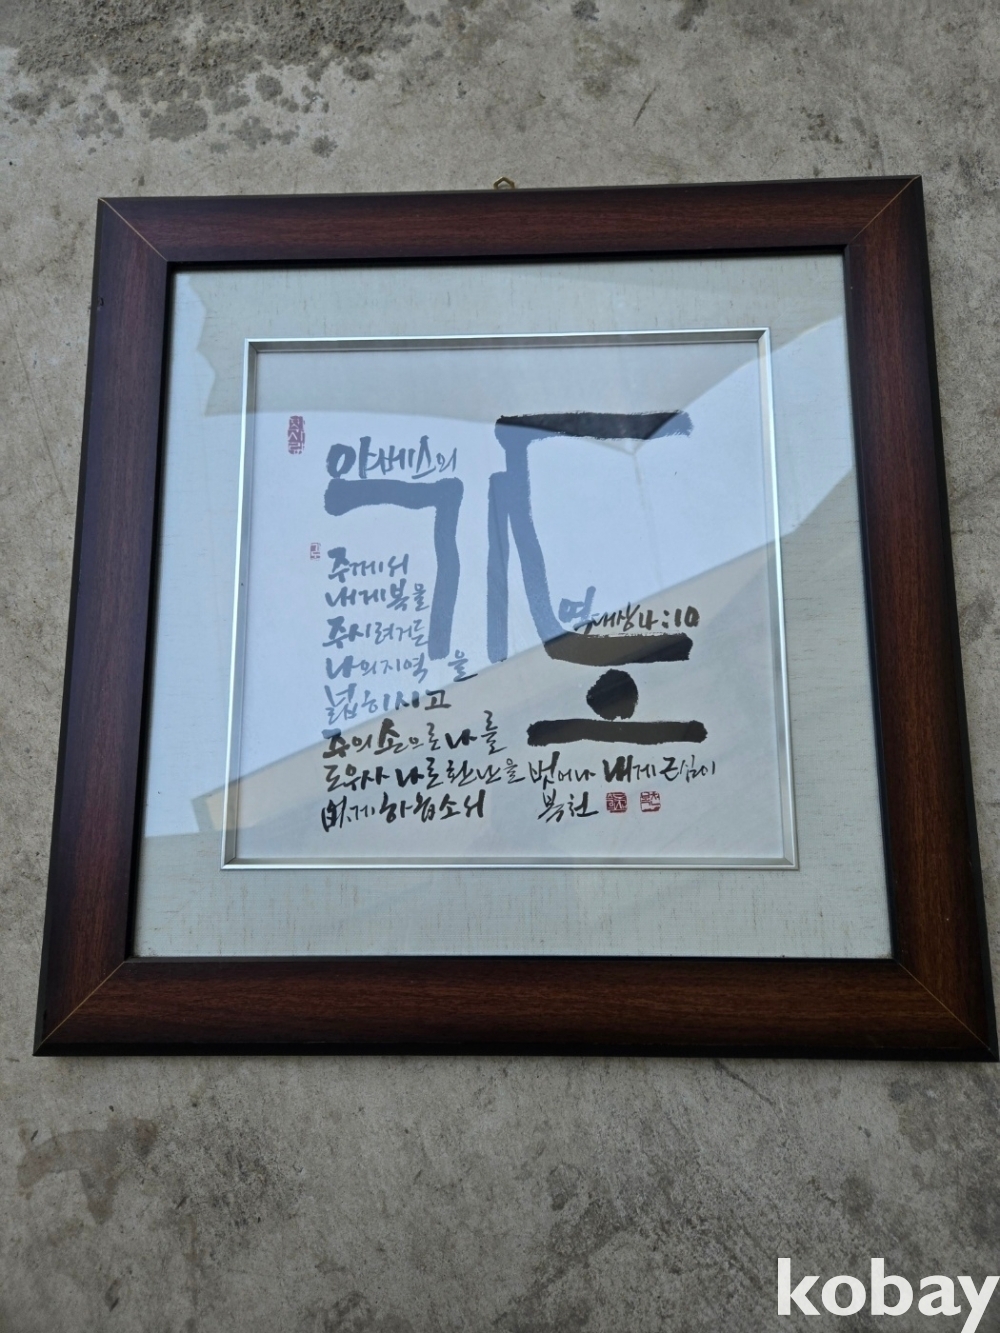 야베스의
기도
역대상4:10
주께서
내게 복을
주시려거든
나의 지역을
넓히시고
주의 손으로 나를
도우사 나로 환난을 벗어나 내게 근심이
없게 하옵소서 복천
kobay